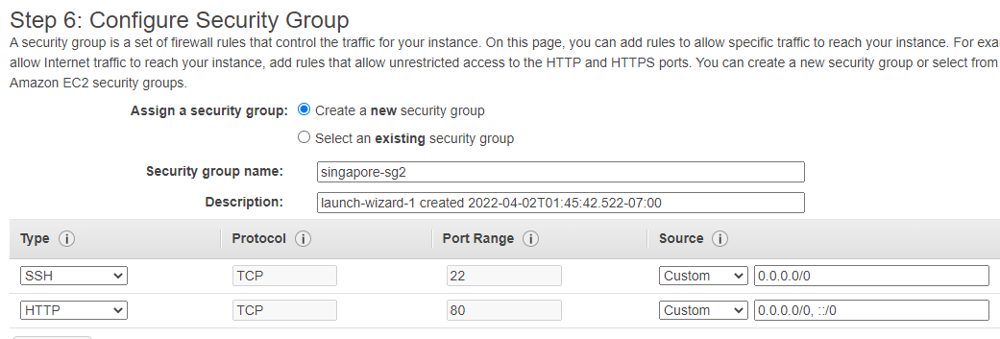 Step 6: Configure Security Group
A security group is a set of firewall rules that control the traffic for your instance. On this page, you can add rules to allow specific traffic to reach your instance. For
allow Internet traffic to reach your instance, add rules that allow unrestricted access to the HTTP and HTTPS ports. You can create a new security group or select from
Amazon EC2 security groups.
Assign a security group: Create a new security group
Select an existing security group
Security group name: singapore-sg2
Description: launch-wizard-1 created 2022-04-02T01:45:42.522-07:00
Type i Protocol i Port Range i Source i
SSH TCP 22 Custom 0.0.0.0/0
HTTP TCP 80 Custom 0.0.0.0/0, ::/0